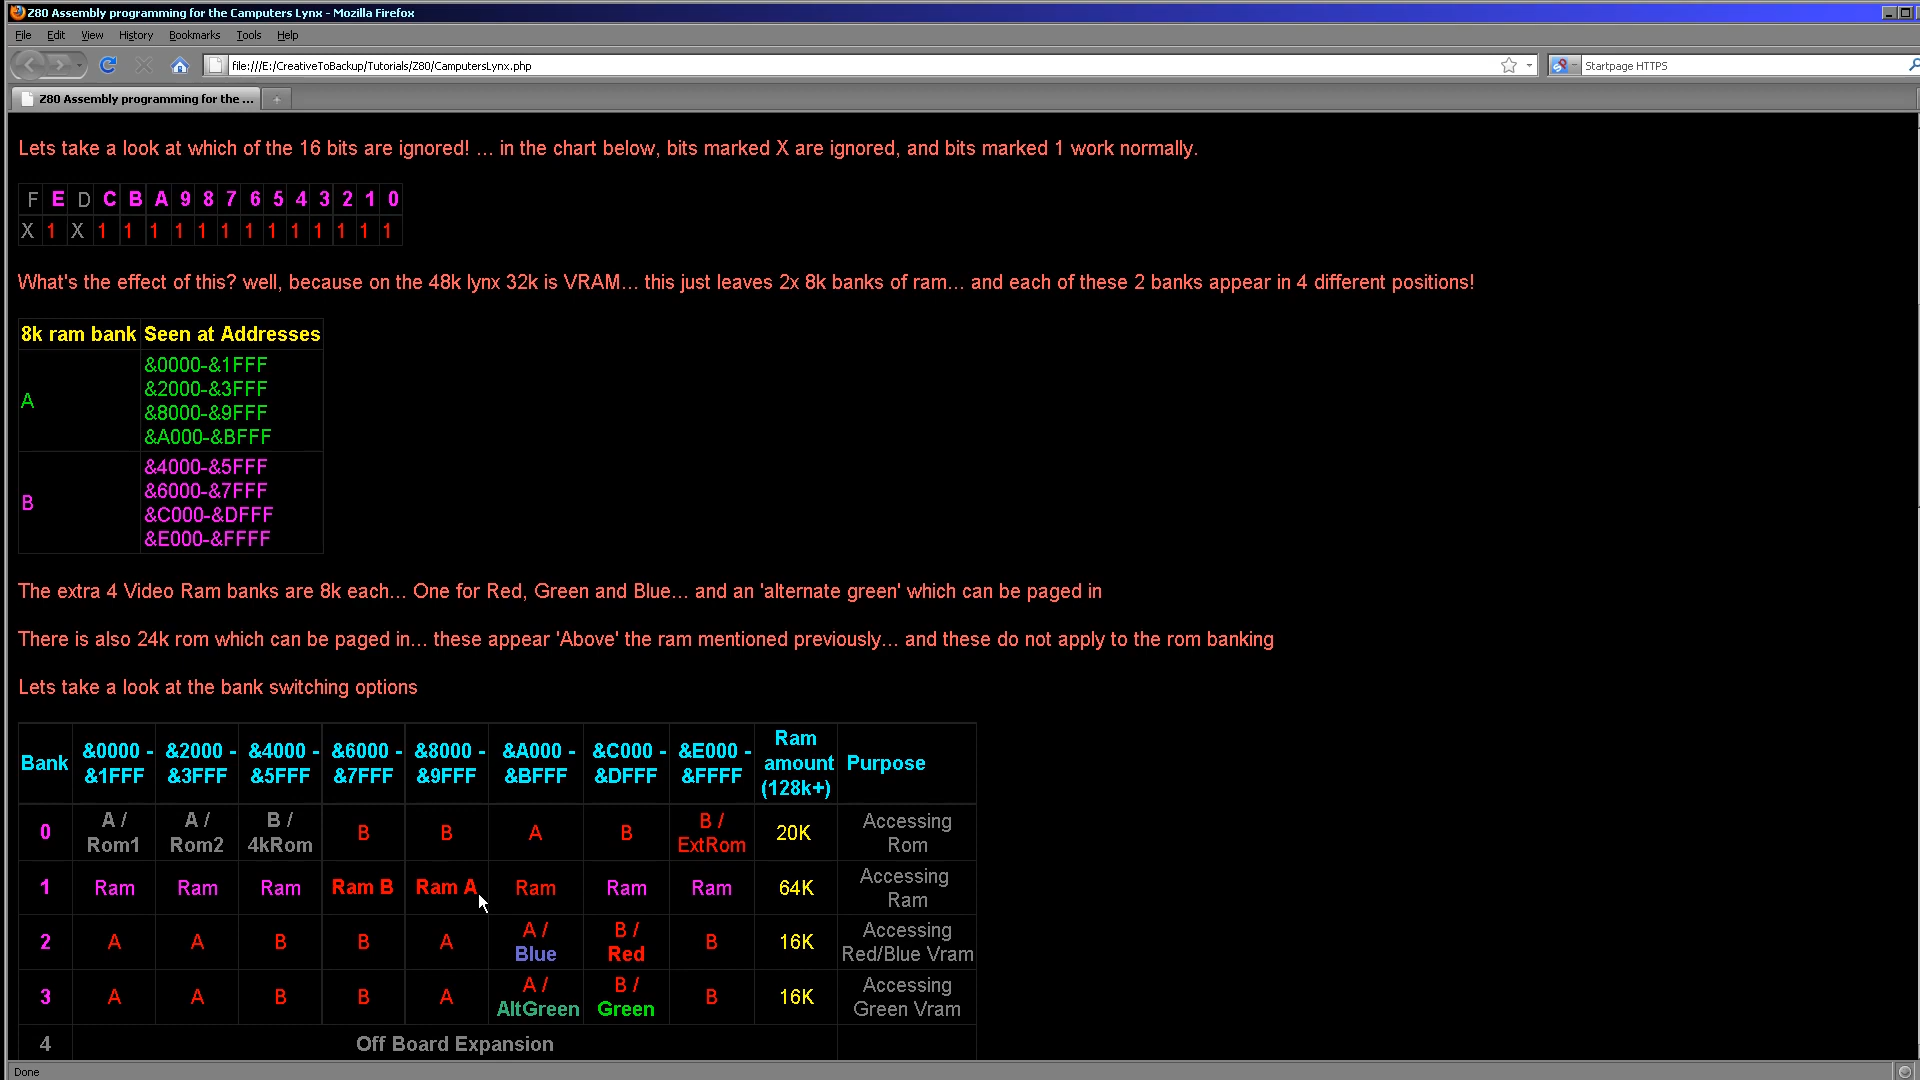 Z80 Assembly programming for the Camputers Lynx - Mozilla Firefox
File Edit View History Bookmarks Tools Help
file:///E:/CreativeToBackup/Tutorials/Z80/CamputersLynx.php
Startpage HTTPS
Z80 Assembly programming for the ...
Lets take a look at which of the 16 bits are ignored! ... in the chart below, bits marked X are ignored, and bits marked 1 work normally.
F E D C B A 9 8 7 6 5 4 3 2 1 0
X 1 X 1 1 1 1 1 1 1 1 1 1 1 1 1
What's the effect of this? well, because on the 48k lynx 32k is VRAM... this just leaves 2x 8k banks of ram... and each of these 2 banks appear in 4 different positions!
8k ram bank Seen at Addresses
A
&0000-&1FFF
&2000-&3FFF
&8000-&9FFF
&A000-&BFFF
B
&4000-&5FFF
&6000-&7FFF
&C000-&DFFF
&E000-&FFFF
The extra 4 Video Ram banks are 8k each... One for Red, Green and Blue... and an 'alternate green' which can be paged in
There is also 24k rom which can be paged in... these appear 'Above' the ram mentioned previously... and these do not apply to the rom banking
Lets take a look at the bank switching options
Bank
&0000 -
&1FFF
&2000 -
&3FFF
&4000 -
&5FFF
&6000 -
&7FFF
&8000 -
&9FFF
&A000 -
&BFFF
&C000 -
&DFFF
&E000 -
&FFFF
Ram
amount
(128k+)
Purpose
0
A /
Rom1
A /
Rom2
B /
4kRom
B
B
A
B
B /
ExtRom
20K
Accessing
Rom
1
Ram
Ram
Ram
Ram B
Ram A
Ram
Ram
Ram
64K
Accessing
Ram
2
A
A
B
B
A
A /
Blue
B /
Red
B
16K
Accessing
Red/Blue Vram
3
A
A
B
B
A
A /
AltGreen
B /
Green
B
16K
Accessing
Green Vram
4
Off Board Expansion
Done